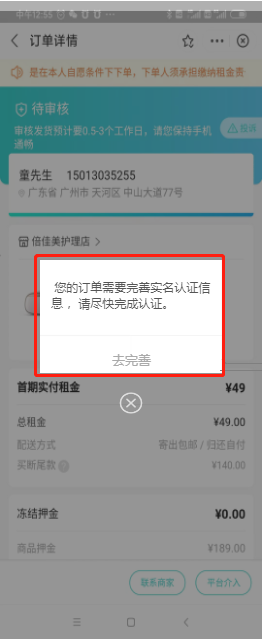 中午12:55
订单详情
是在本人自愿条件下下单，下单人须承担缴纳租金责
待审核
审核发货预计要0.5-3个工作日，请您保持手机
通畅
投诉
童先生 15013035255
广东省 广州市 天河区 中山大道77号
倍佳美护理店
您的订单需要完善实名认证信
息，请尽快完成认证。
去完善
首期实付租金 ¥49
总租金 ¥49.00
配送方式 寄出包邮 / 归还自付
买断尾款 ¥140.00
冻结押金 ¥0.00
商品押金 ¥189.00
联系商家 平台介入